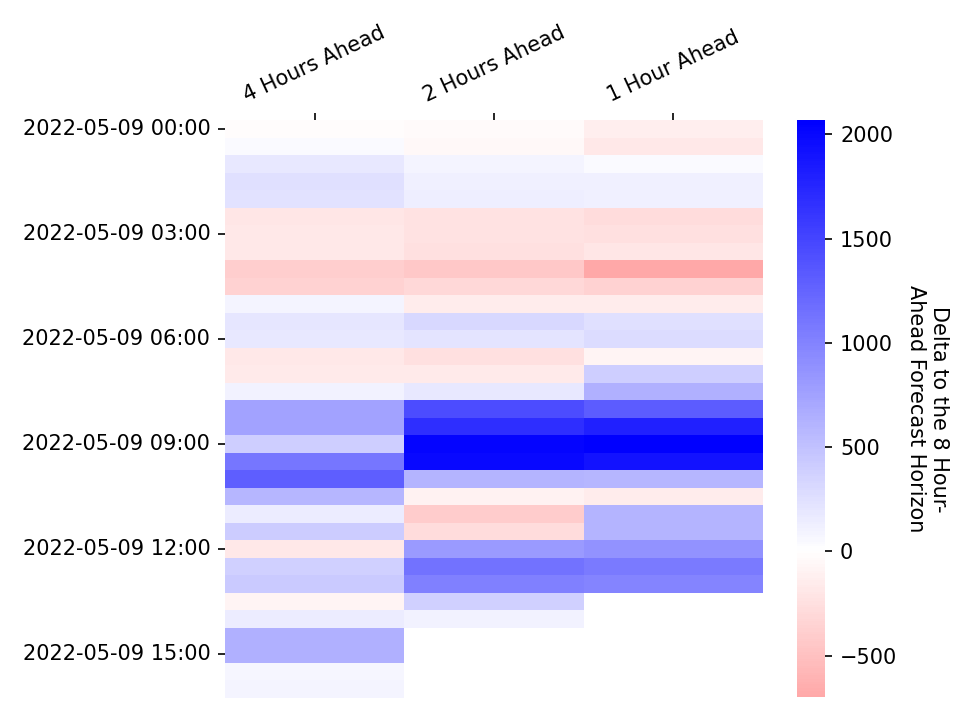 4 Hours Ahead
2 Hours Ahead
1 Hour Ahead
2022-05-09 00:00
2022-05-09 03:00
2022-05-09 06:00
2022-05-09 09:00
2022-05-09 12:00
2022-05-09 15:00
2000
1500
1000
500
0
−500
Delta to the 8 Hour-
Ahead Forecast Horizon